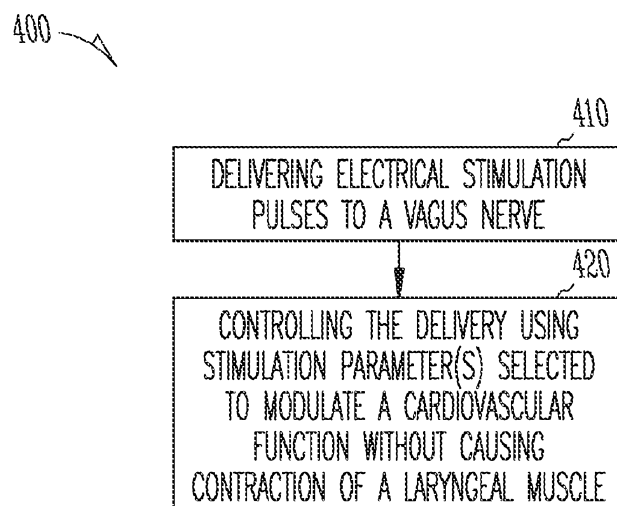 400
410
DELIVERING ELECTRICAL STIMULATION
PULSES TO A VAGUS NERVE
420
CONTROLLING THE DELIVERY USING
STIMULATION PARAMETER(S) SELECTED
TO MODULATE A CARDIOVASCULAR
FUNCTION WITHOUT CAUSING
CONTRACTION OF A LARYNGEAL MUSCLE